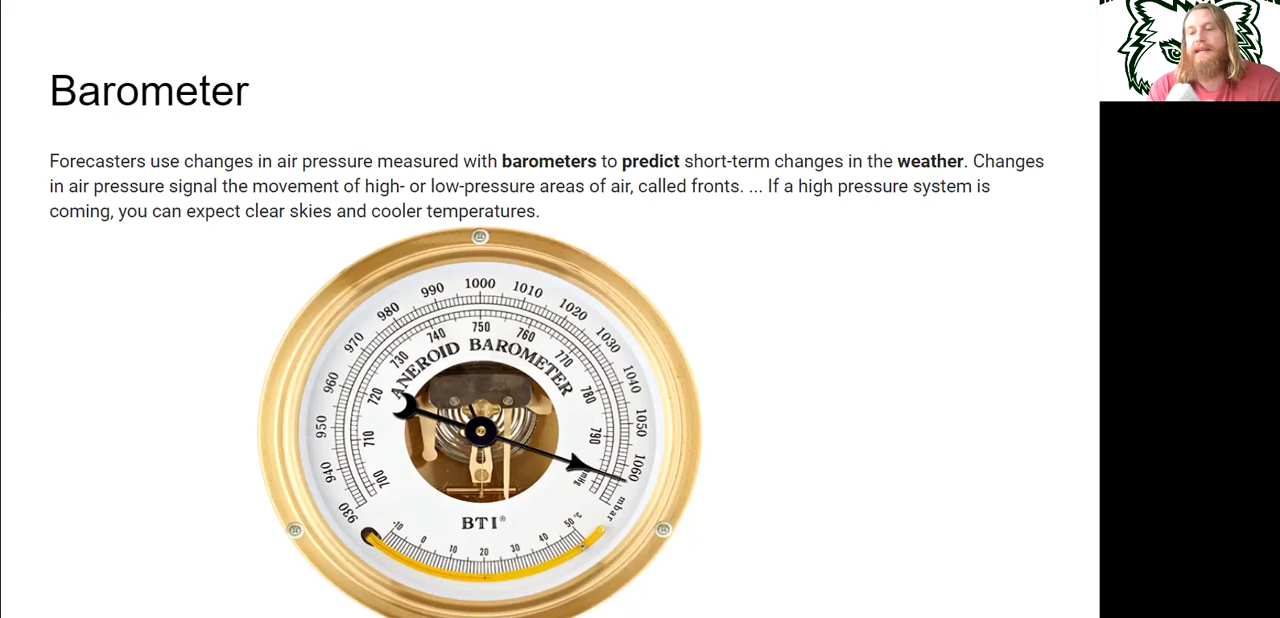 Barometer
Forecasters use changes in air pressure measured with barometers to predict short-term changes in the weather. Changes
in air pressure signal the movement of high- or low-pressure areas of air, called fronts. ... If a high pressure system is
coming, you can expect clear skies and cooler temperatures.
930 940 950 960 970 980 990 1000 1010 1020 1030 1040 1050 1060 mbar
700 710 720 730 740 750 760 770 780 790 mmHg
ANEROID BAROMETER
BTI®
-10 0 10 20 30 40 50 °C